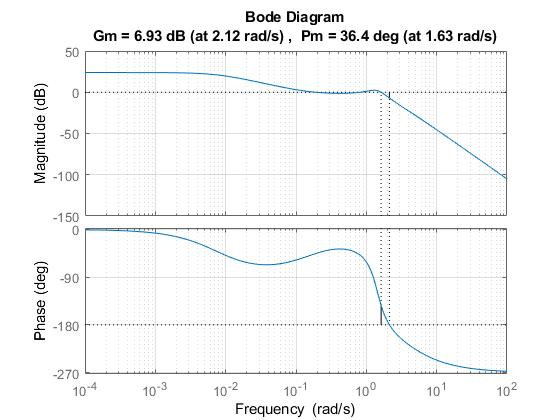 Bode Diagram
Gm = 6.93 dB (at 2.12 rad/s) , Pm = 36.4 deg (at 1.63 rad/s)
50
0
-50
-100
-150
Magnitude (dB)
0
-90
-180
-270
Phase (deg)
10^-4 10^-3 10^-2 10^-1 10^0 10^1 10^2
Frequency (rad/s)